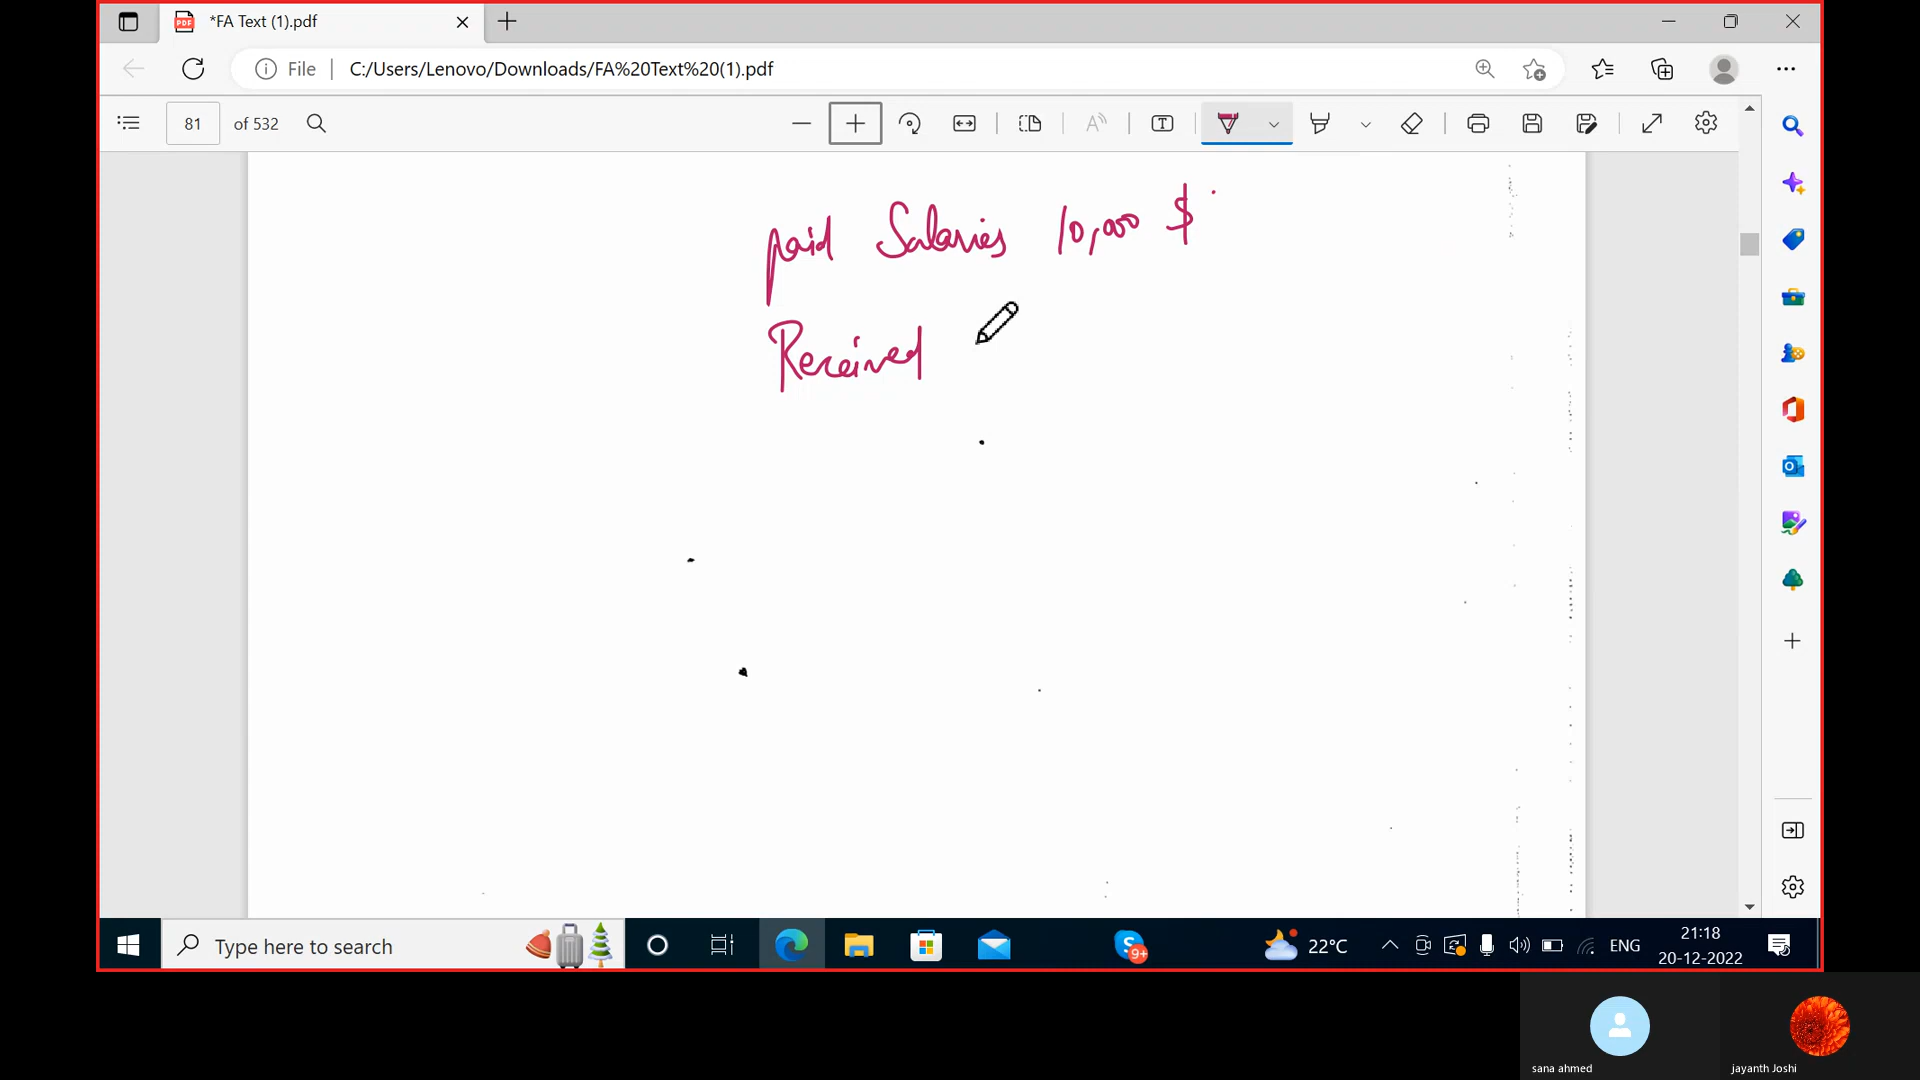 *FA Text (1).pdf
File
C:/Users/Lenovo/Downloads/FA%20Text%20(1).pdf
81 of 532
paid Salaries 10,000 $
Received
Type here to search
9+
22°C
ENG
21:18
20-12-2022
sana ahmed
jayanth Joshi